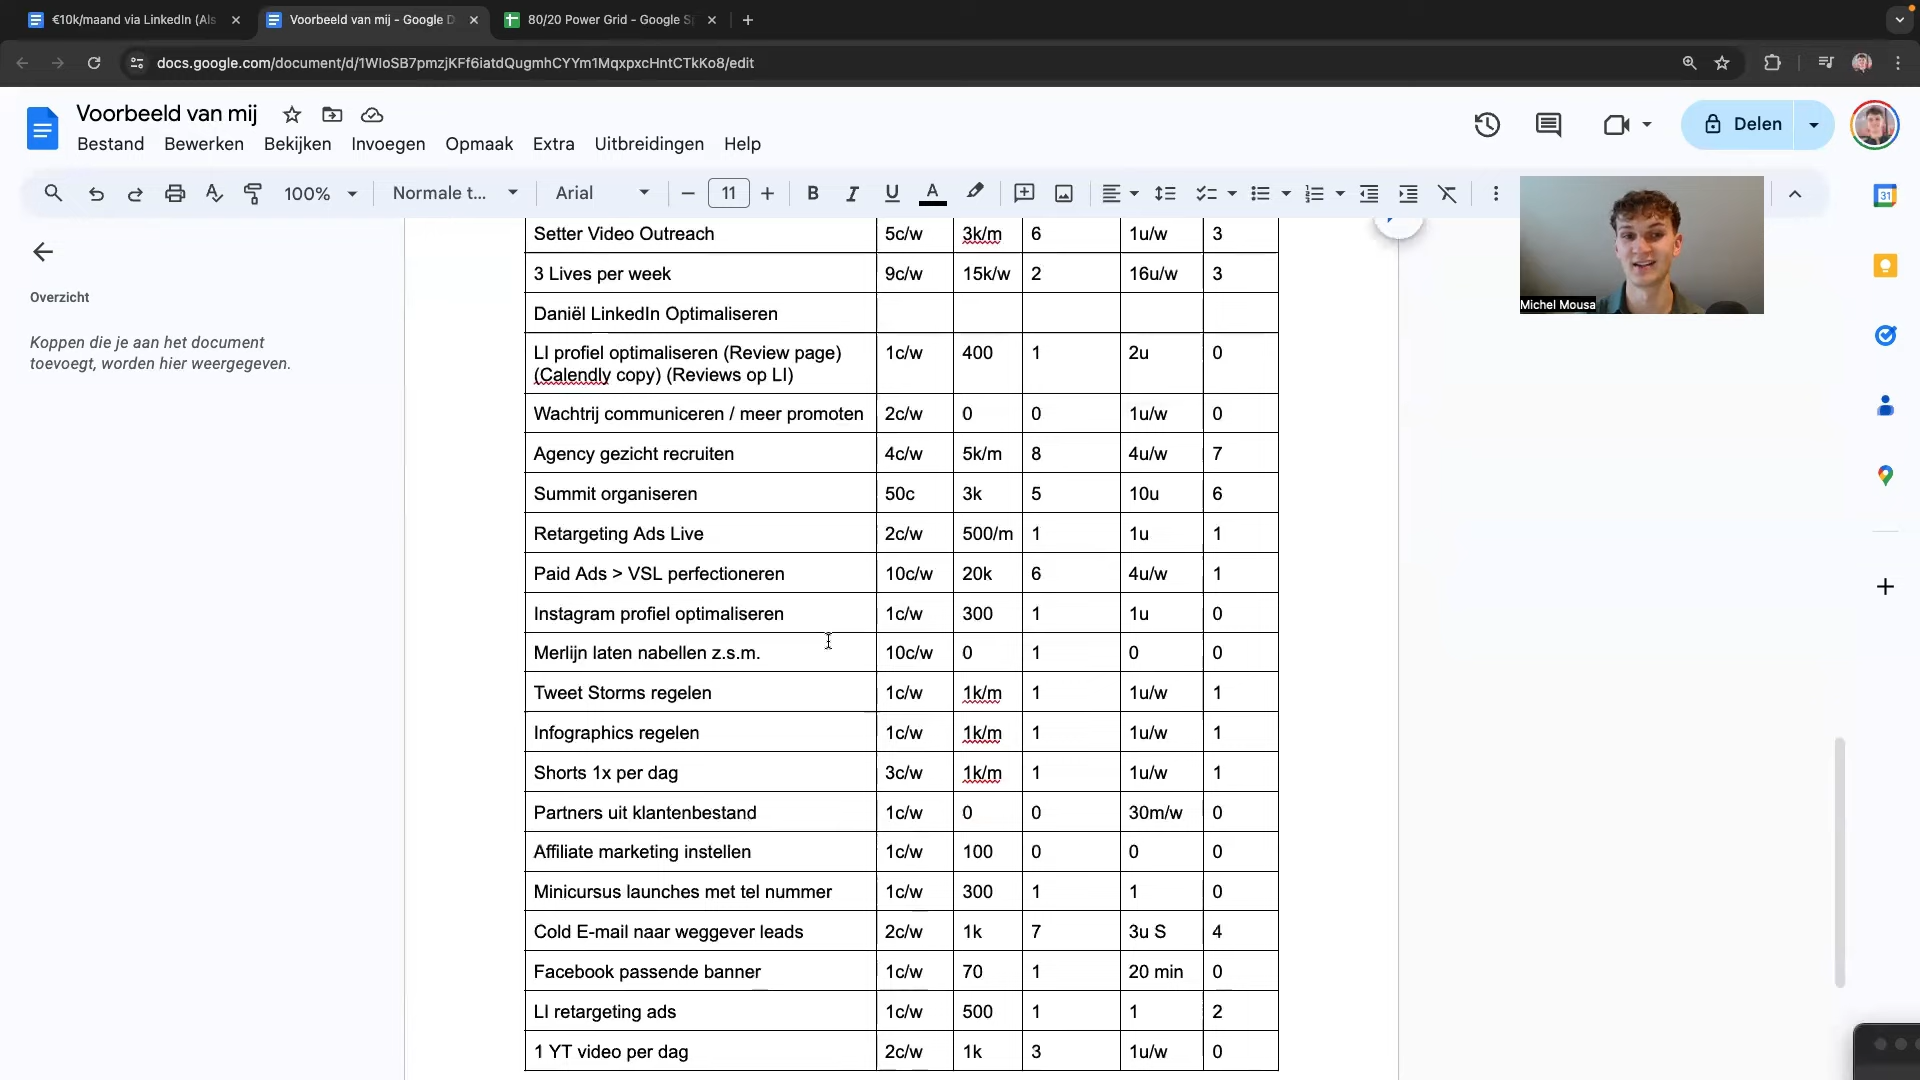 €10k/maand via LinkedIn (Als
Voorbeeld van mij - Google D
80/20 Power Grid - Google S
docs.google.com/document/d/1WIoSB7pmzjKFf6iatdQugmhCYYm1MqxpxcHntCTkKo8/edit
Voorbeeld van mij
Bestand Bewerken Bekijken Invoegen Opmaak Extra Uitbreidingen Help
Delen
100% Normale t... Arial 11 B I U A
31
Michel Mousa
Overzicht
Koppen die je aan het document
toevoegt, worden hier weergegeven.
Setter Video Outreach 5c/w 3k/m 6 1u/w 3
3 Lives per week 9c/w 15k/w 2 16u/w 3
Daniël LinkedIn Optimaliseren
LI profiel optimaliseren (Review page) 1c/w 400 1 2u 0
(Calendly copy) (Reviews op LI)
Wachtrij communiceren / meer promoten 2c/w 0 0 1u/w 0
Agency gezicht recruiten 4c/w 5k/m 8 4u/w 7
Summit organiseren 50c 3k 5 10u 6
Retargeting Ads Live 2c/w 500/m 1 1u 1
Paid Ads > VSL perfectioneren 10c/w 20k 6 4u/w 1
Instagram profiel optimaliseren 1c/w 300 1 1u 0
Merlijn laten nabellen z.s.m. 10c/w 0 1 0 0
Tweet Storms regelen 1c/w 1k/m 1 1u/w 1
Infographics regelen 1c/w 1k/m 1 1u/w 1
Shorts 1x per dag 3c/w 1k/m 1 1u/w 1
Partners uit klantenbestand 1c/w 0 0 30m/w 0
Affiliate marketing instellen 1c/w 100 0 0 0
Minicursus launches met tel nummer 1c/w 300 1 1 0
Cold E-mail naar weggever leads 2c/w 1k 7 3u S 4
Facebook passende banner 1c/w 70 1 20 min 0
LI retargeting ads 1c/w 500 1 1 2
1 YT video per dag 2c/w 1k 3 1u/w 0